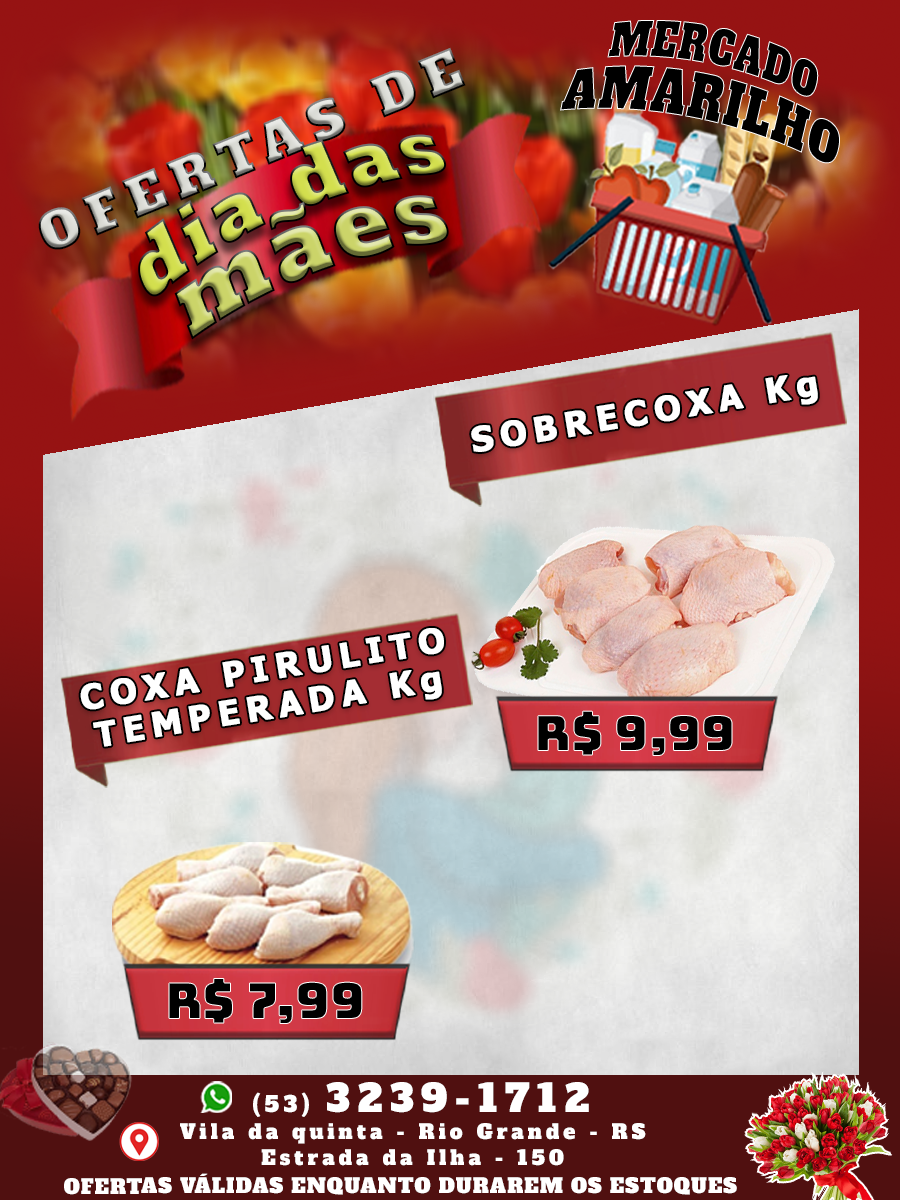 OFERTAS DE
dia das
mães
MERCADO
AMARILHO
SOBRECOXA Kg
R$ 9,99
COXA PIRULITO
TEMPERADA Kg
R$ 7,99
(53) 3239-1712
Vila da quinta - Rio Grande - RS
Estrada da Ilha - 150
OFERTAS VÁLIDAS ENQUANTO DURAREM OS ESTOQUES